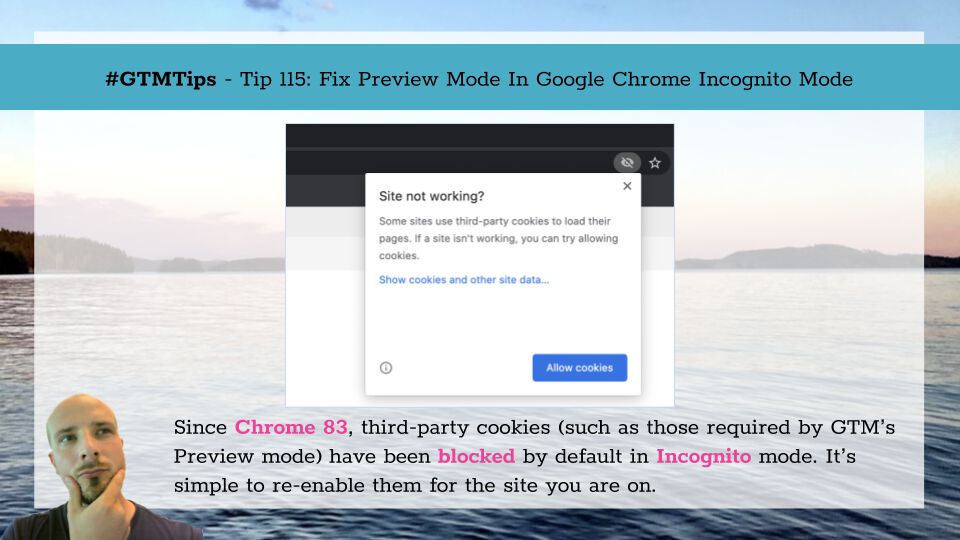 #GTMTips - Tip 115: Fix Preview Mode In Google Chrome Incognito Mode
Site not working?
Some sites use third-party cookies to load their
pages. If a site isn't working, you can try allowing
cookies.
Show cookies and other site data...
Allow cookies
Since Chrome 83, third-party cookies (such as those required by GTM's
Preview mode) have been blocked by default in Incognito mode. It's
simple to re-enable them for the site you are on.